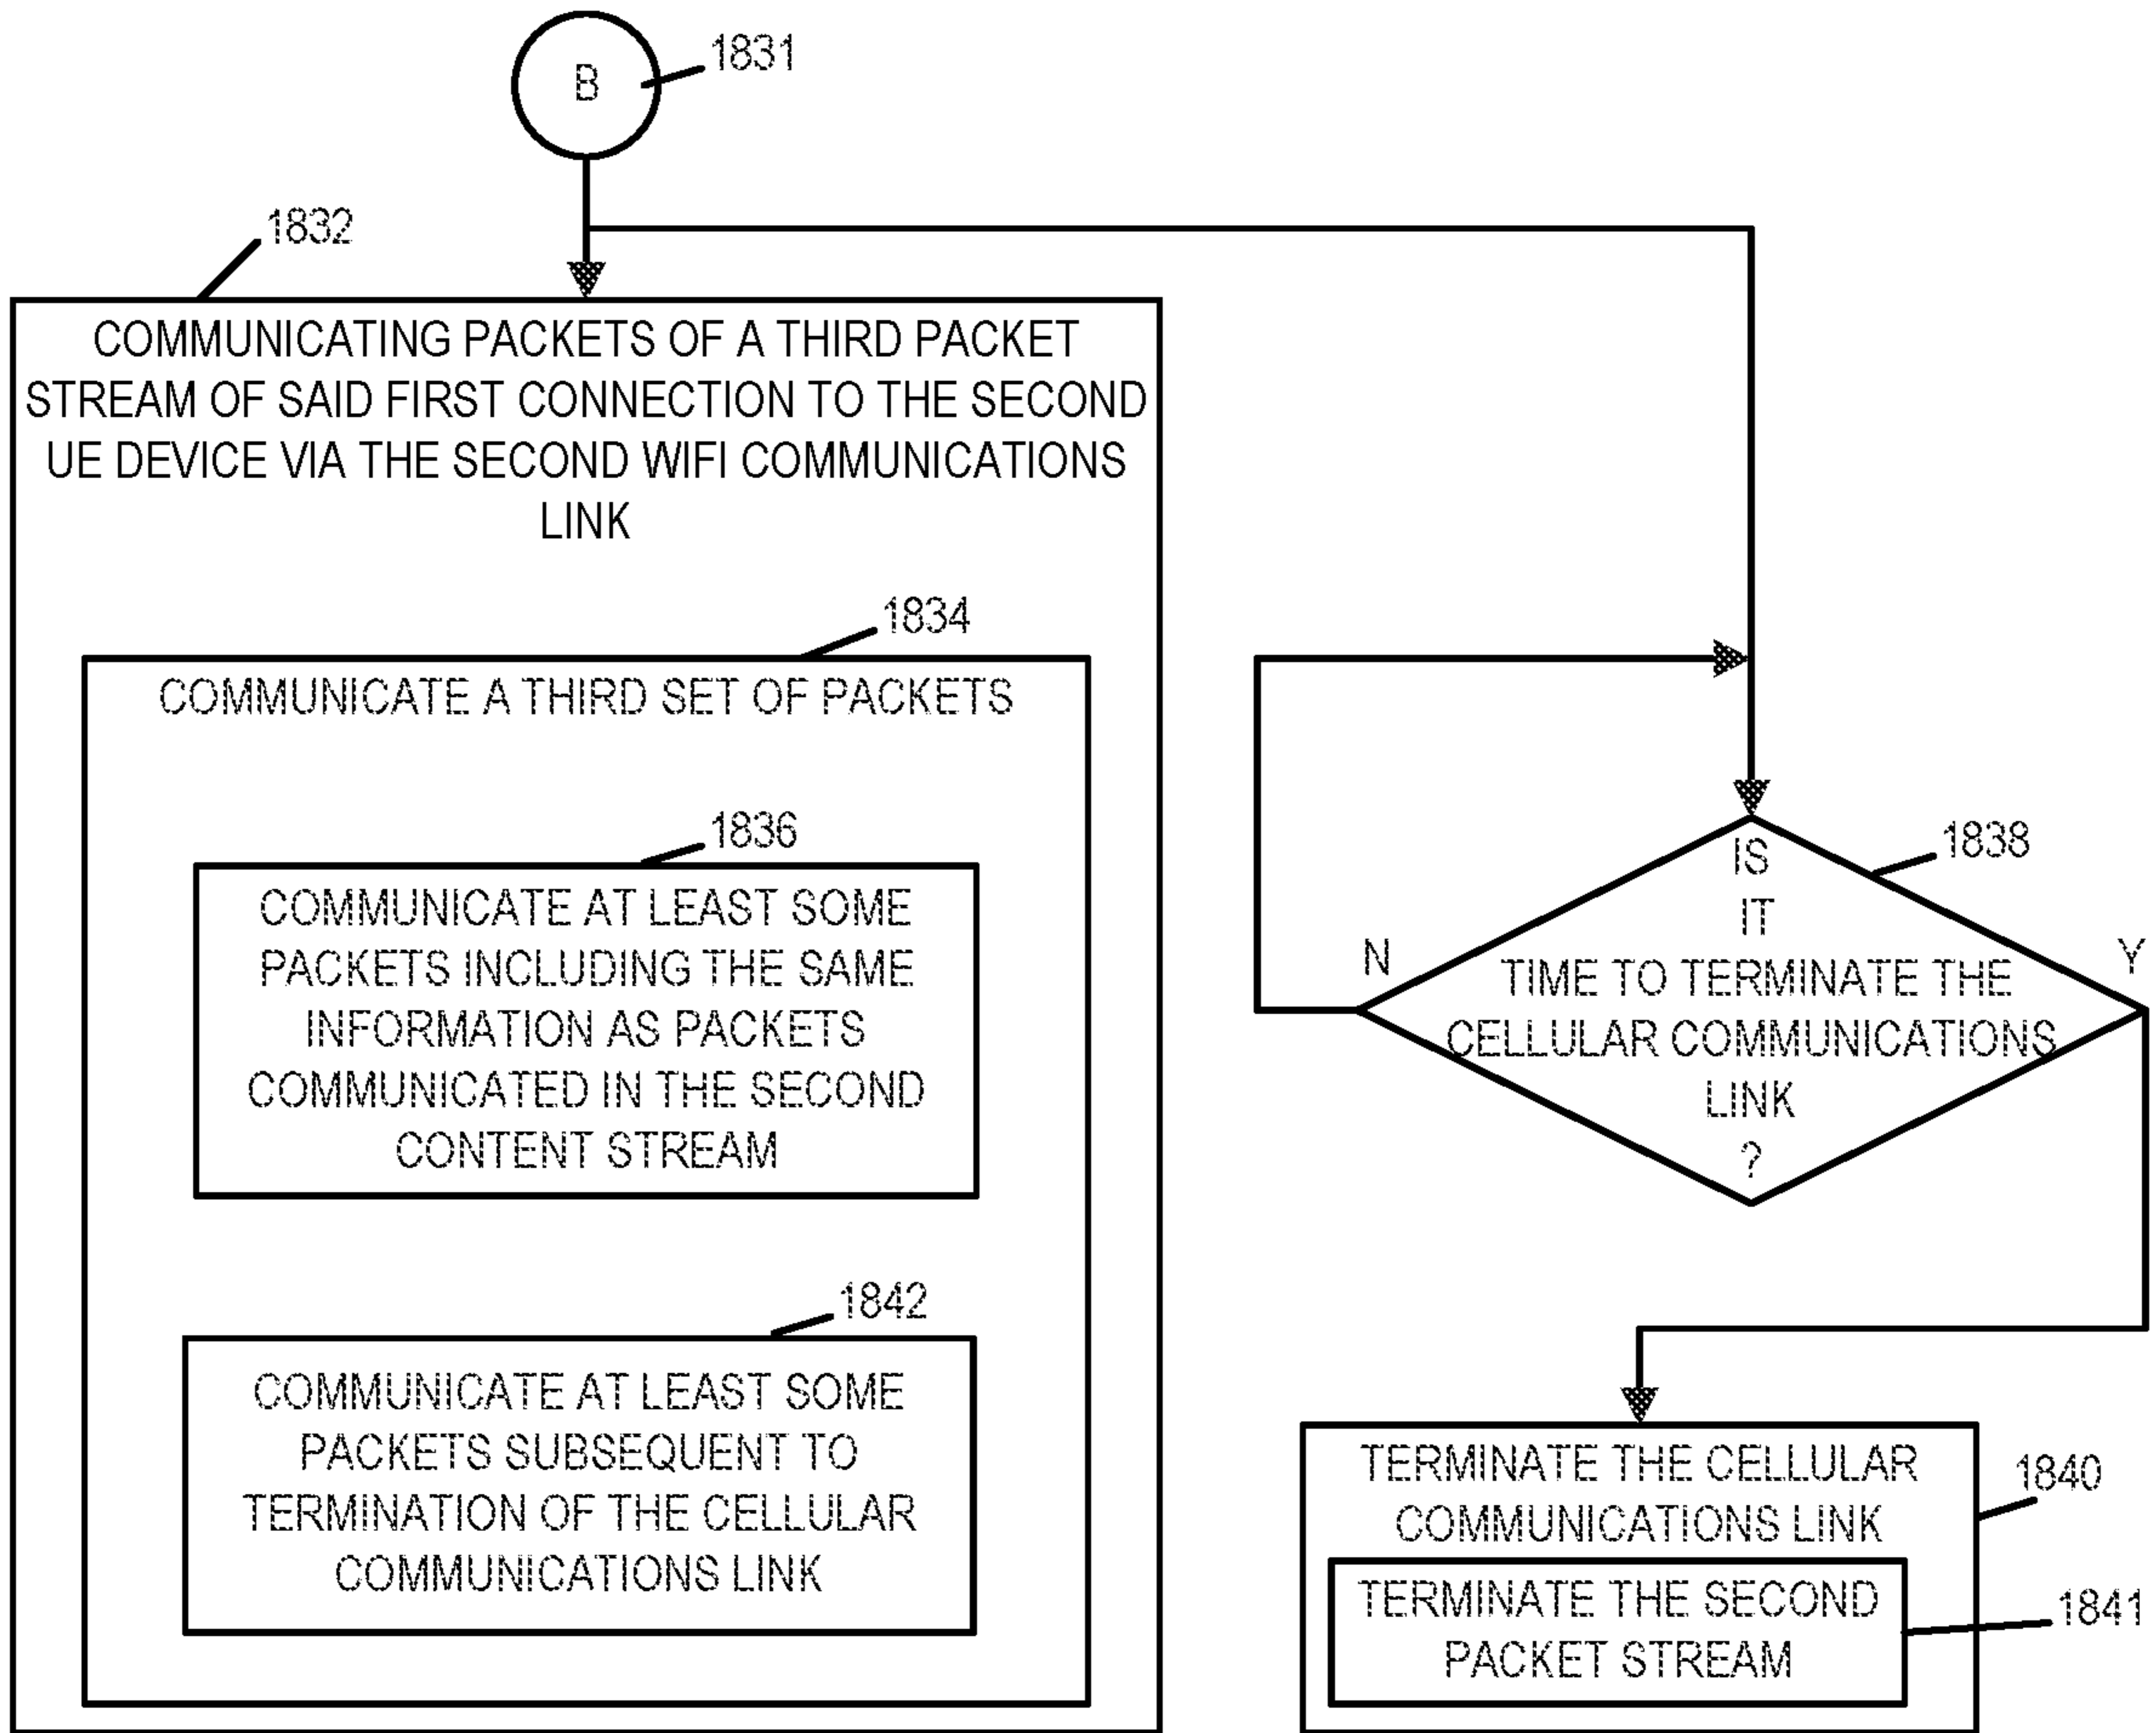 B
1831
1832
COMMUNICATING PACKETS OF A THIRD PACKET
STREAM OF SAID FIRST CONNECTION TO THE SECOND
UE DEVICE VIA THE SECOND WIFI COMMUNICATIONS
LINK
1834
COMMUNICATE A THIRD SET OF PACKETS
1836
COMMUNICATE AT LEAST SOME
PACKETS INCLUDING THE SAME
INFORMATION AS PACKETS
COMMUNICATED IN THE SECOND
CONTENT STREAM
1842
COMMUNICATE AT LEAST SOME
PACKETS SUBSEQUENT TO
TERMINATION OF THE CELLULAR
COMMUNICATIONS LINK
1838
IS
IT
TIME TO TERMINATE THE
CELLULAR COMMUNICATIONS
LINK
?
N
Y
TERMINATE THE CELLULAR
COMMUNICATIONS LINK
1840
TERMINATE THE SECOND
PACKET STREAM
1841